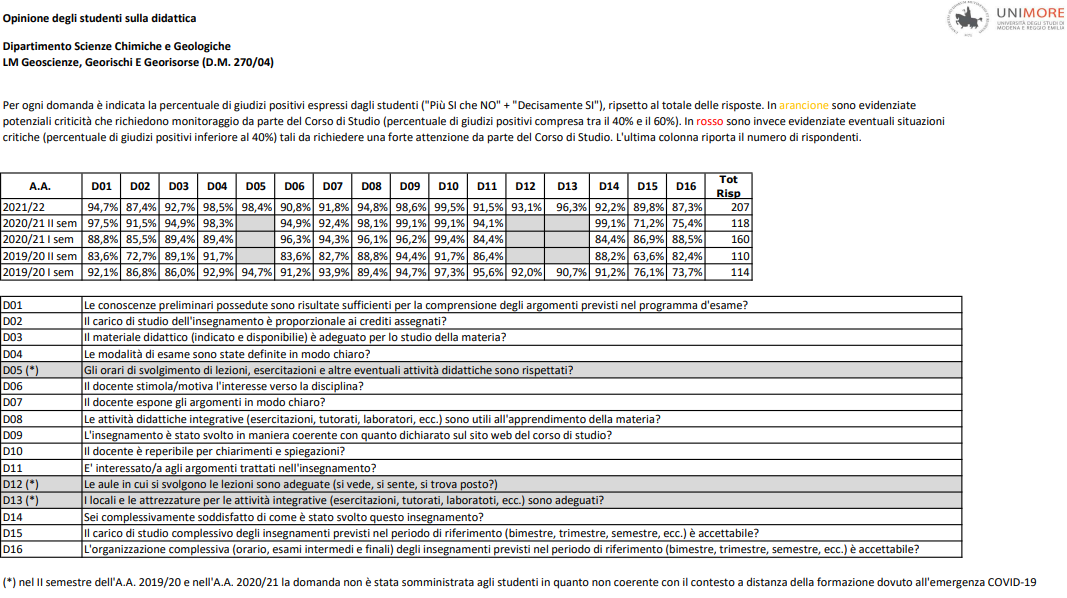 Opinione degli studenti sulla didattica
UNIMORE
UNIVERSITÀ DEGLI STUDI DI
MODENA E REGGIO EMILIA
Dipartimento Scienze Chimiche e Geologiche
LM Geoscienze, Georischi E Georisorse (D.M. 270/04)
Per ogni domanda è indicata la percentuale di giudizi positivi espressi dagli studenti ("Più SI che NO" + "Decisamente SI"), ripsetto al totale delle risposte. In arancione sono evidenziate
potenziali criticità che richiedono monitoraggio da parte del Corso di Studio (percentuale di giudizi positivi compresa tra il 40% e il 60%). In rosso sono invece evidenziate eventuali situazioni
critiche (percentuale di giudizi positivi inferiore al 40%) tali da richiedere una forte attenzione da parte del Corso di Studio. L'ultima colonna riporta il numero di rispondenti.
A.A. D01 D02 D03 D04 D05 D06 D07 D08 D09 D10 D11 D12 D13 D14 D15 D16 Tot Risp
2021/22 94,7% 87,4% 92,7% 98,5% 98,4% 90,8% 91,8% 94,8% 98,6% 99,5% 91,5% 93,1% 96,3% 92,2% 89,8% 87,3% 207
2020/21 II sem 97,5% 91,5% 94,9% 98,3% 94,9% 92,4% 98,1% 99,1% 99,1% 94,1% 99,1% 71,2% 75,4% 118
2020/21 I sem 88,8% 85,5% 89,4% 89,4% 96,3% 94,3% 96,1% 96,2% 99,4% 84,4% 84,4% 86,9% 88,5% 160
2019/20 II sem 83,6% 72,7% 89,1% 91,7% 83,6% 82,7% 88,8% 94,4% 91,7% 86,4% 88,2% 63,6% 82,4% 110
2019/20 I sem 92,1% 86,8% 86,0% 92,9% 94,7% 91,2% 93,9% 89,4% 94,7% 97,3% 95,6% 92,0% 90,7% 91,2% 76,1% 73,7% 114
D01 Le conoscenze preliminari possedute sono risultate sufficienti per la comprensione degli argomenti previsti nel programma d'esame?
D02 Il carico di studio dell'insegnamento è proporzionale ai crediti assegnati?
D03 Il materiale didattico (indicato e disponibilie) è adeguato per lo studio della materia?
D04 Le modalità di esame sono state definite in modo chiaro?
D05 (*) Gli orari di svolgimento di lezioni, esercitazioni e altre eventuali attività didattiche sono rispettati?
D06 Il docente stimola/motiva l'interesse verso la disciplina?
D07 Il docente espone gli argomenti in modo chiaro?
D08 Le attività didattiche integrative (esercitazioni, tutorati, laboratori, ecc.) sono utili all'apprendimento della materia?
D09 L'insegnamento è stato svolto in maniera coerente con quanto dichiarato sul sito web del corso di studio?
D10 Il docente è reperibile per chiarimenti e spiegazioni?
D11 E' interessato/a agli argomenti trattati nell'insegnamento?
D12 (*) Le aule in cui si svolgono le lezioni sono adeguate (si vede, si sente, si trova posto?)
D13 (*) I locali e le attrezzature per le attività integrative (esercitazioni, tutorati, laboratoti, ecc.) sono adeguati?
D14 Sei complessivamente soddisfatto di come è stato svolto questo insegnamento?
D15 Il carico di studio complessivo degli insegnamenti previsti nel periodo di riferimento (bimestre, trimestre, semestre, ecc.) è accettabile?
D16 L'organizzazione complessiva (orario, esami intermedi e finali) degli insegnamenti previsti nel periodo di riferimento (bimestre, trimestre, semestre, ecc.) è accettabile?
(*) nel II semestre dell'A.A. 2019/20 e nell'A.A. 2020/21 la domanda non è stata somministrata agli studenti in quanto non coerente con il contesto a distanza della formazione dovuto all'emergenza COVID-19